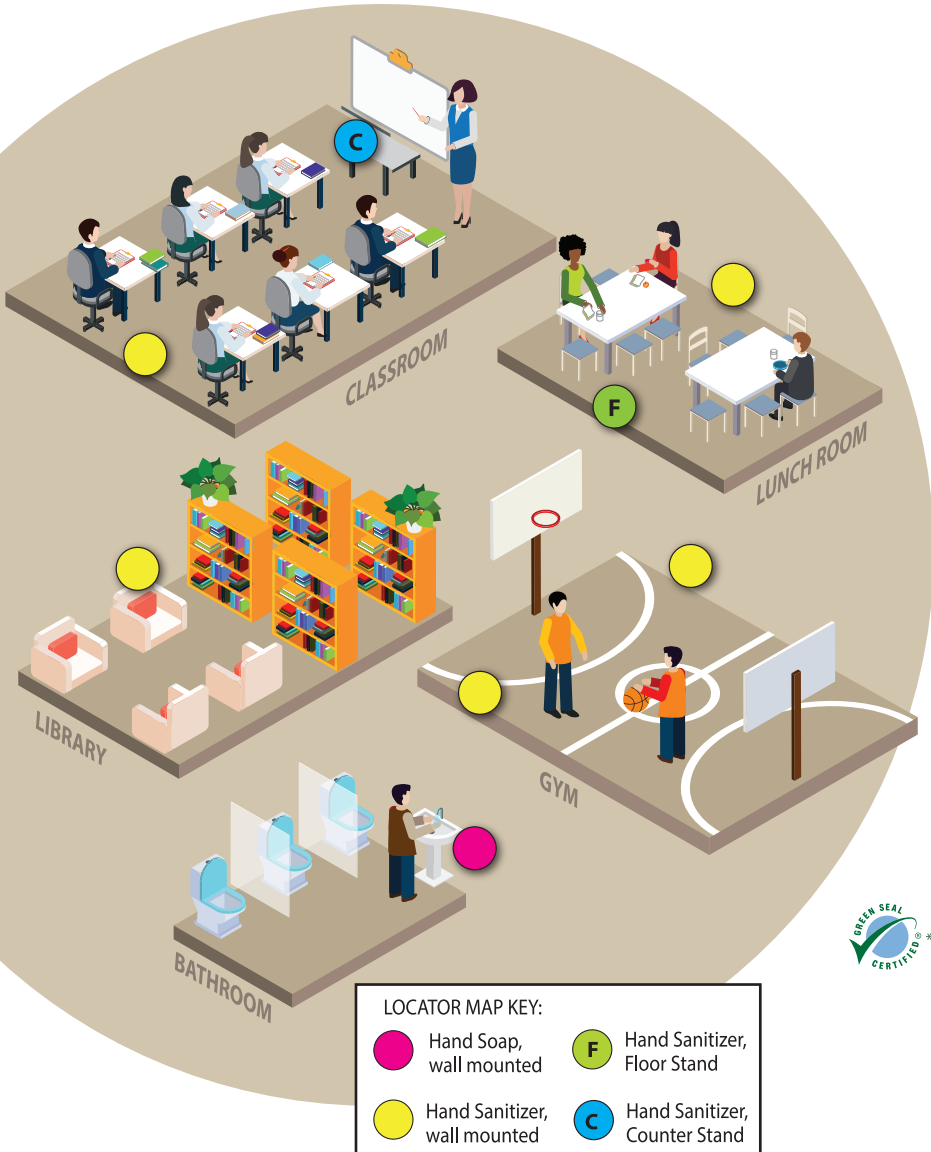 C
CLASSROOM
F
LUNCH ROOM
LIBRARY
GYM
BATHROOM
GREEN SEAL
CERTIFIED® *
LOCATOR MAP KEY:
Hand Soap,
wall mounted
F
Hand Sanitizer,
Floor Stand
Hand Sanitizer,
wall mounted
C
Hand Sanitizer,
Counter Stand